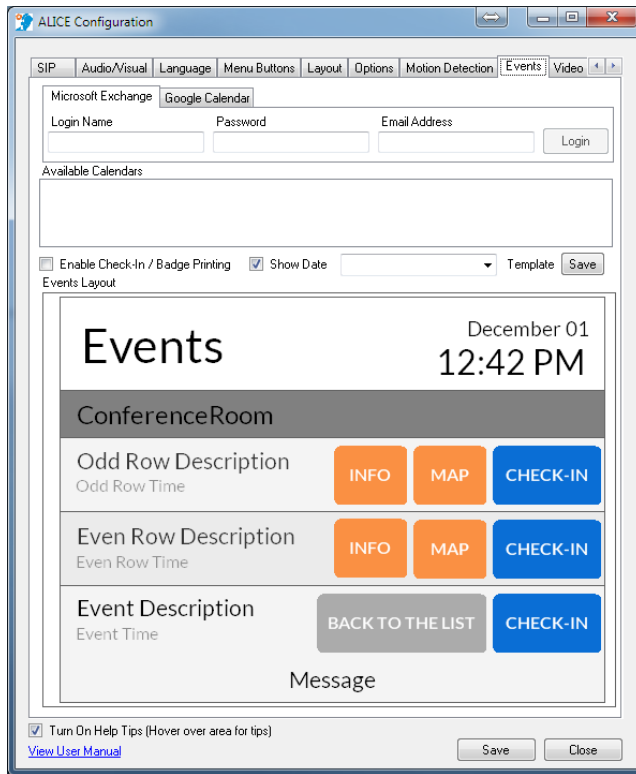 ALICE Configuration
SIP Audio/Visual Language Menu Buttons Layout Options Motion Detection Events Video
Microsoft Exchange Google Calendar
Login Name Password Email Address
Login
Available Calendars
Enable Check-In / Badge Printing Show Date Template Save
Events Layout
Events December 01
12:42 PM
ConferenceRoom
Odd Row Description
Odd Row Time
INFO MAP CHECK-IN
Even Row Description
Even Row Time
INFO MAP CHECK-IN
Event Description
Event Time
BACK TO THE LIST CHECK-IN
Message
Turn On Help Tips (Hover over area for tips)
View User Manual
Save Close